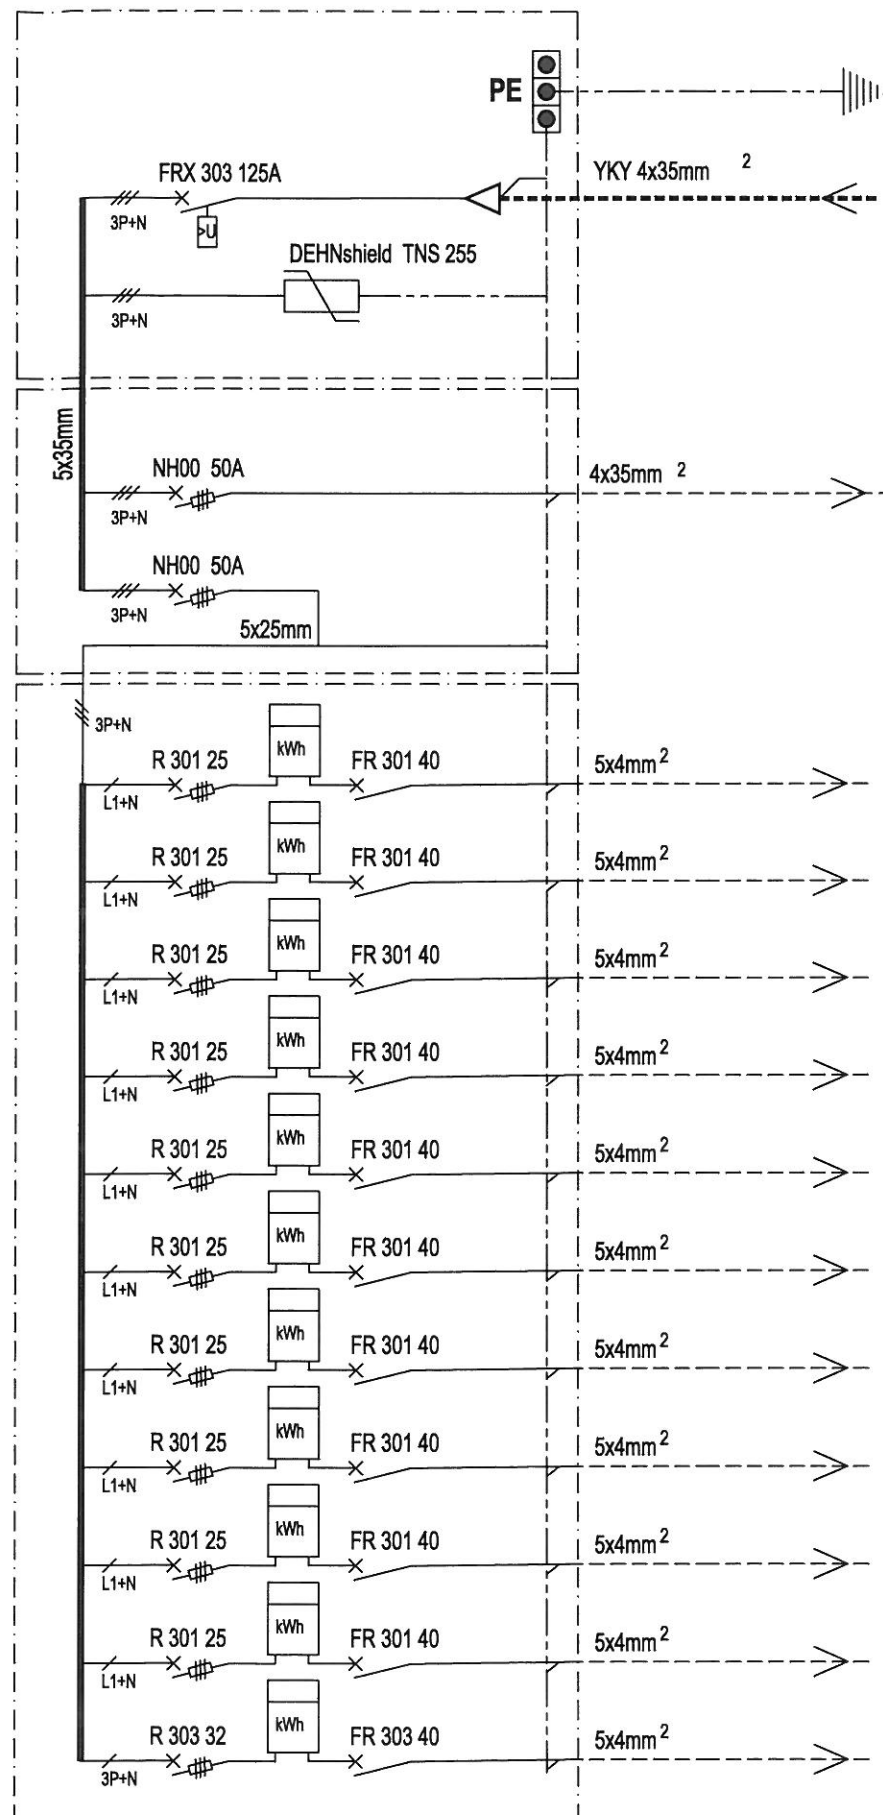 PE
FRX 303 125A
YKY 4x35mm 2
3P+N
>U
DEHNshield TNS 255
3P+N
5x35mm
NH00 50A
4x35mm 2
3P+N
NH00 50A
3P+N
5x25mm
3P+N
kWh
R 301 25
FR 301 40
5x4mm2
L1+N
kWh
R 301 25
FR 301 40
5x4mm2
L1+N
kWh
R 301 25
FR 301 40
5x4mm2
L1+N
kWh
R 301 25
FR 301 40
5x4mm2
L1+N
kWh
R 301 25
FR 301 40
5x4mm2
L1+N
kWh
R 301 25
FR 301 40
5x4mm2
L1+N
kWh
R 301 25
FR 301 40
5x4mm2
L1+N
kWh
R 301 25
FR 301 40
5x4mm2
L1+N
kWh
R 301 25
FR 301 40
5x4mm2
L1+N
kWh
R 301 25
FR 301 40
5x4mm2
L1+N
kWh
R 303 32
FR 303 40
5x4mm2
3P+N